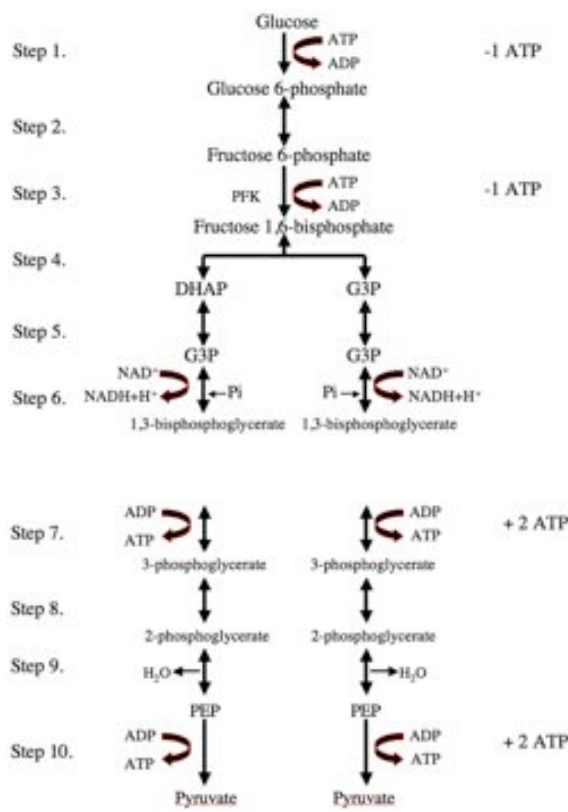 Glucose
Step 1. ATP -1 ATP
ADP
Glucose 6-phosphate
Step 2.
Fructose 6-phosphate
Step 3. PFK ATP -1 ATP
ADP
Fructose 1,6-bisphosphate
Step 4.
DHAP G3P
Step 5.
G3P G3P
NAD⁺ NAD⁺
Step 6. NADH+H⁺ Pi Pi NADH+H⁺
1,3-bisphosphoglycerate 1,3-bisphosphoglycerate
ADP ADP
Step 7. ATP ATP + 2 ATP
3-phosphoglycerate 3-phosphoglycerate
Step 8.
2-phosphoglycerate 2-phosphoglycerate
Step 9. H₂O H₂O
PEP PEP
ADP ADP
Step 10. ATP ATP + 2 ATP
Pyruvate Pyruvate